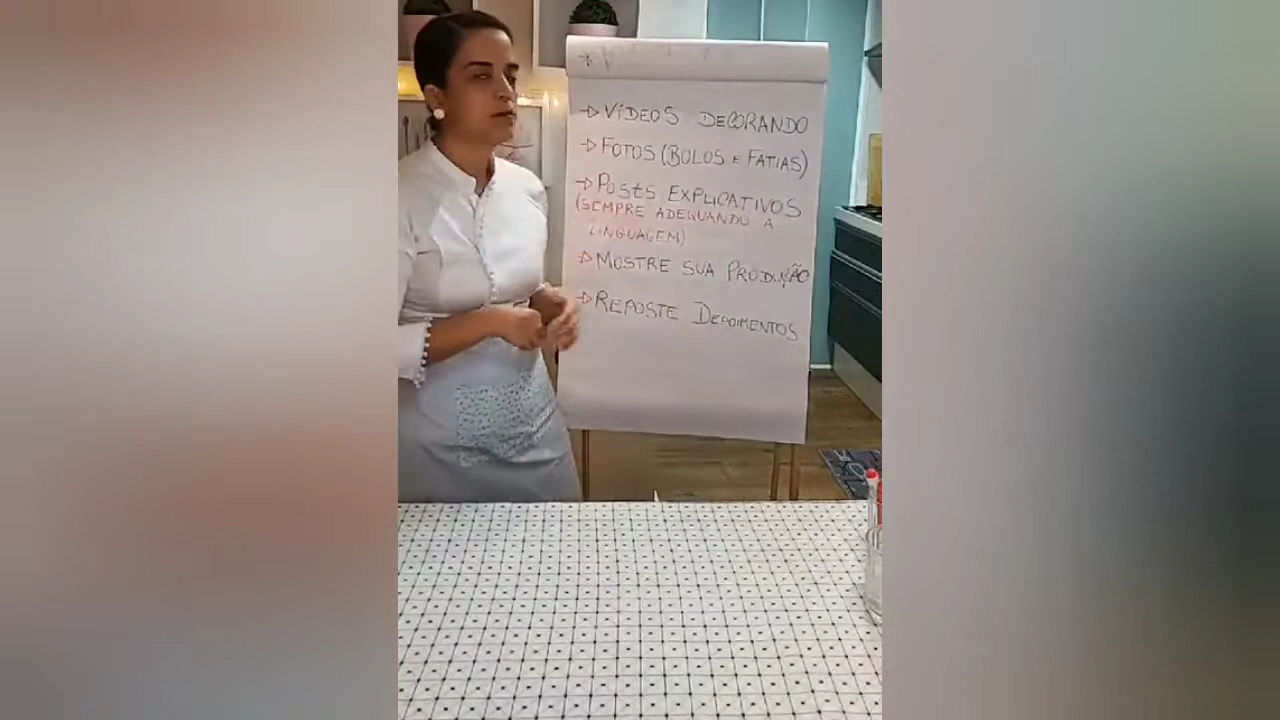 → VÍDEOS DECORANDO
→ FOTOS (BOLOS E FATIAS)
→ POSTS EXPLICATIVOS
(SEMPRE ADEQUANDO A
LINGUAGEM)
→ MOSTRE SUA PRODUÇÃO
→ REPOSTE DEPOIMENTOS